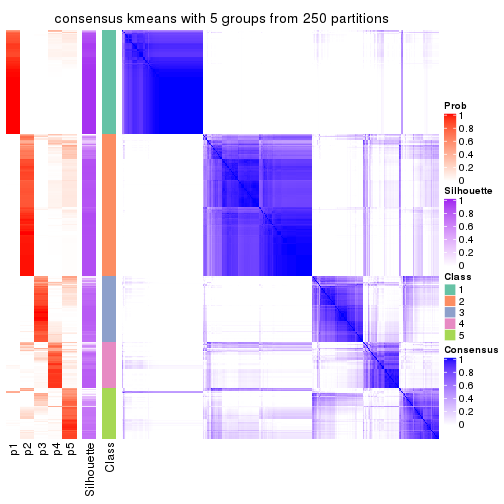 consensus kmeans with 5 groups from 250 partitions
Prob
1
0.8
0.6
0.4
0.2
0
Silhouette
1
0.8
0.6
0.4
0.2
0
Class
1
2
3
4
5
Consensus
1
0.8
0.6
0.4
0.2
0
p1
p2
p3
p4
p5
Silhouette
Class